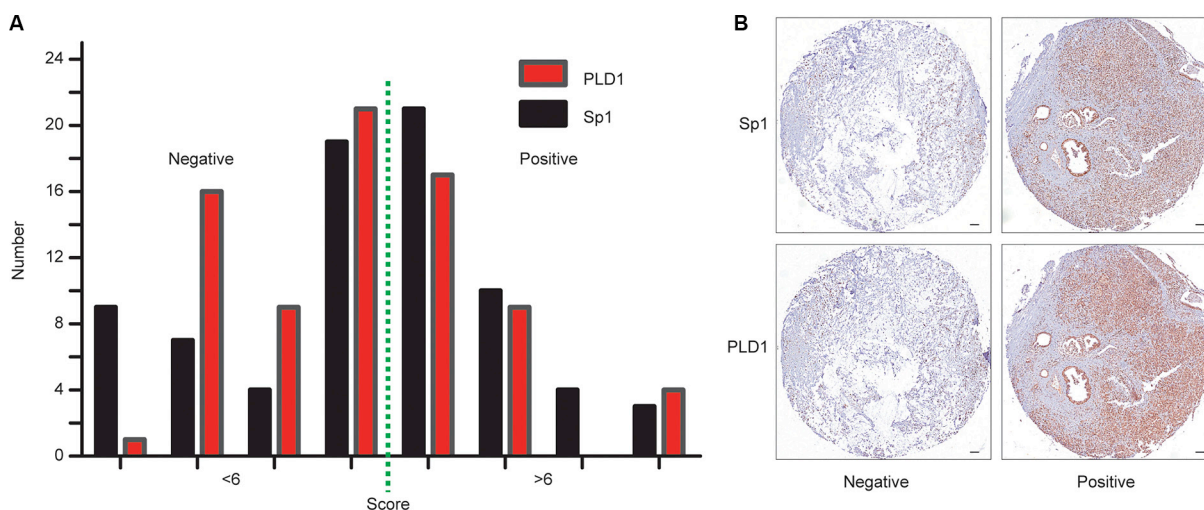 A
24
20
16
12
8
4
0
Number
Negative
Positive
PLD1
Sp1
<6
>6
Score
B
Sp1
PLD1
Negative
Positive